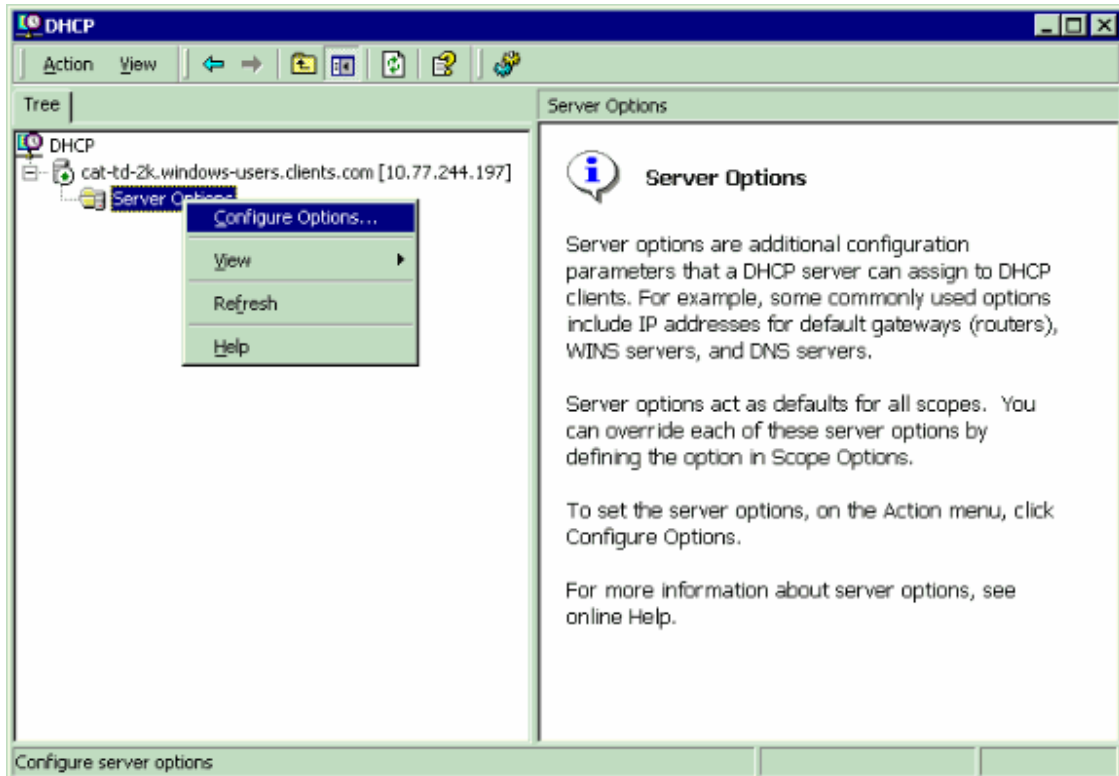 DHCP
Action View
Tree
Server Options
DHCP
cat-td-2k.windows-users.clients.com [10.77.244.197]
Server Options
Configure Options...
View
Refresh
Help
Server Options
Server options are additional configuration
parameters that a DHCP server can assign to DHCP
clients. For example, some commonly used options
include IP addresses for default gateways (routers),
WINS servers, and DNS servers.
Server options act as defaults for all scopes. You
can override each of these server options by
defining the option in Scope Options.
To set the server options, on the Action menu, click
Configure Options.
For more information about server options, see
online Help.
Configure server options